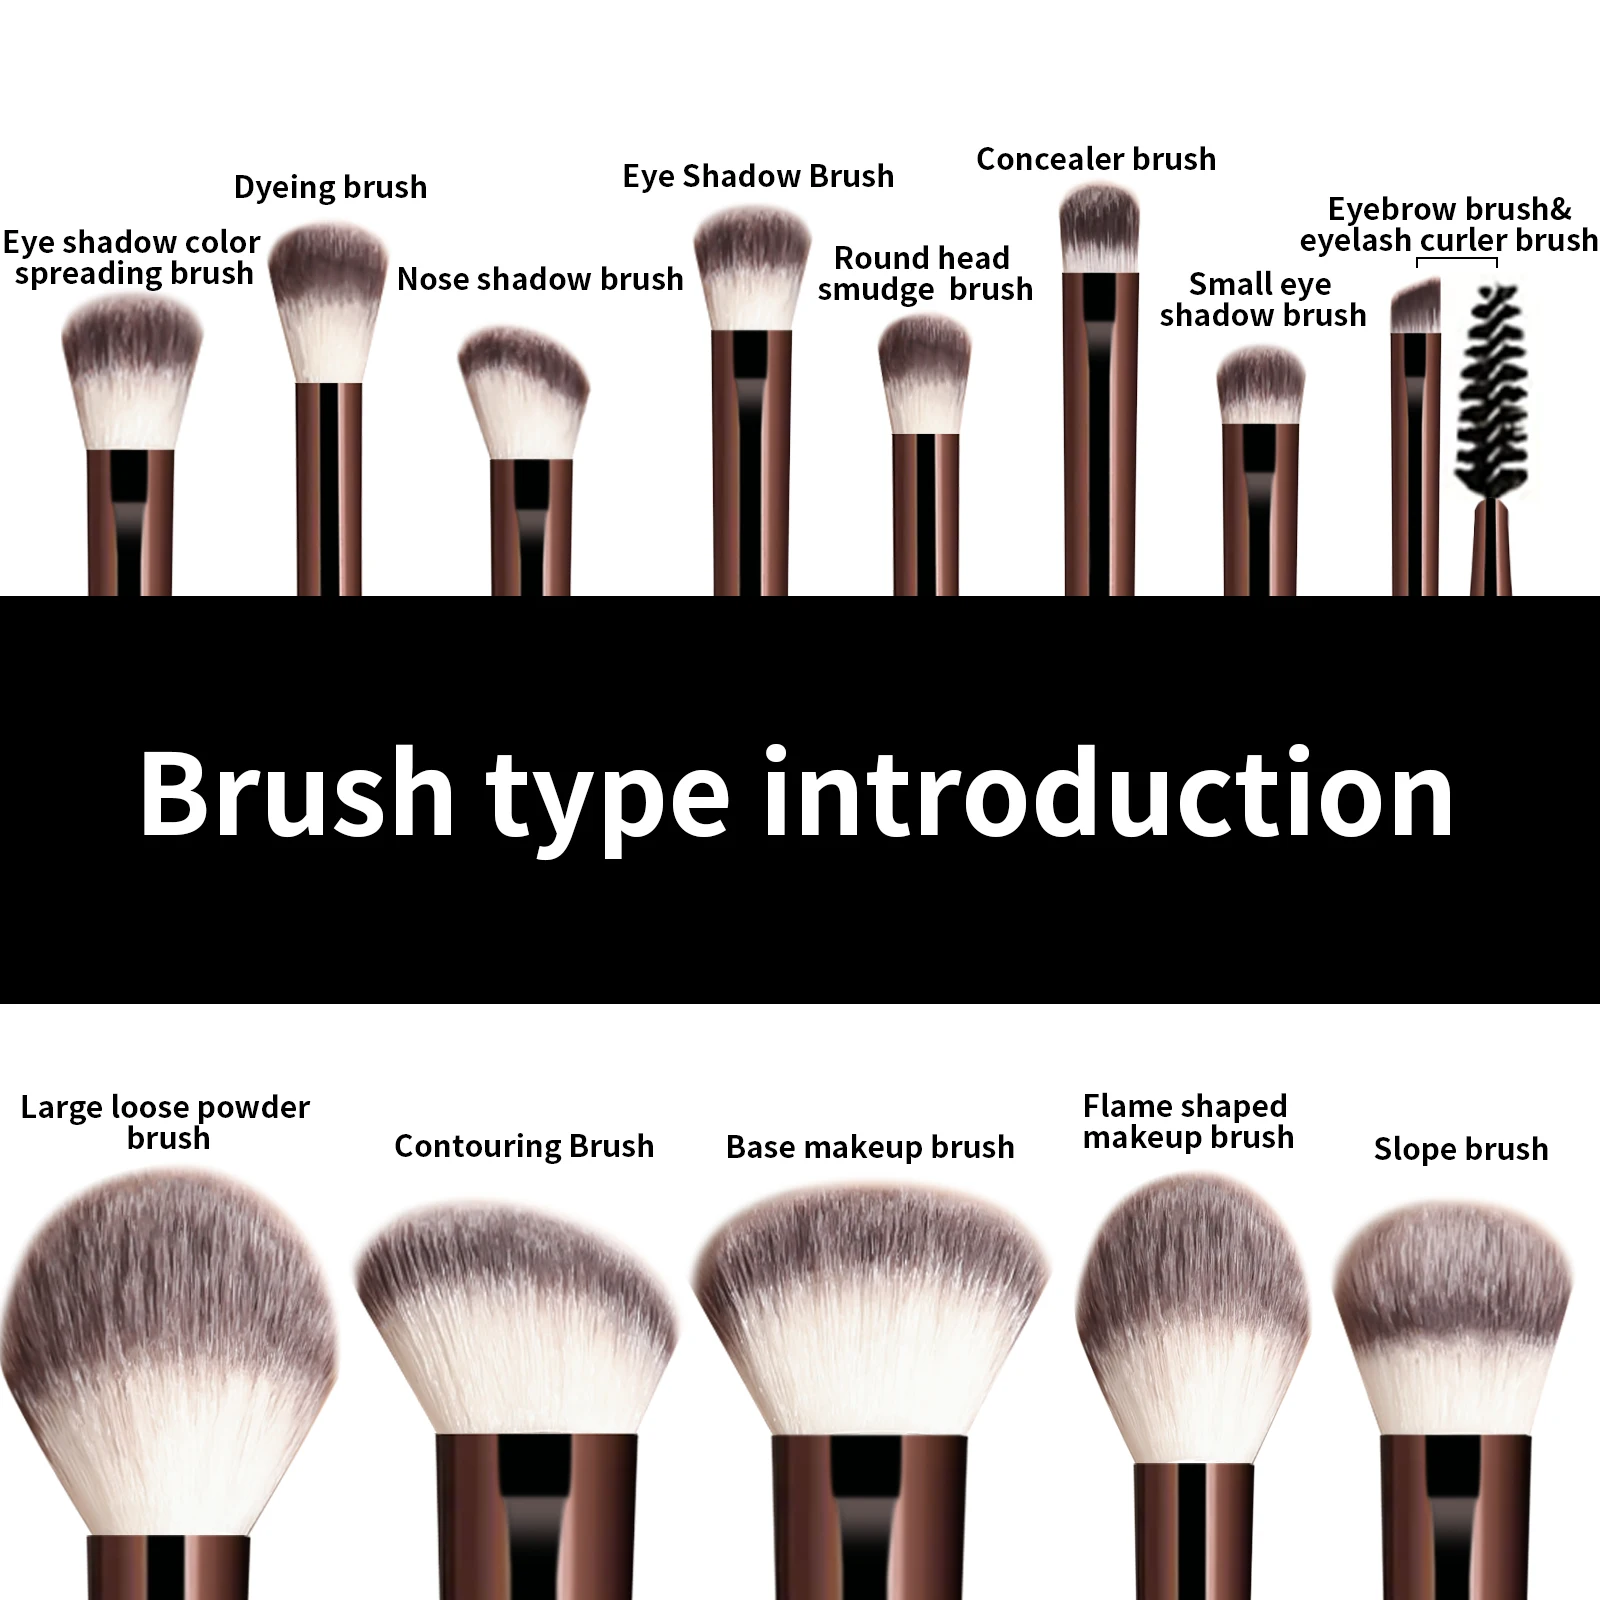 Eye shadow color
spreading brush
Dyeing brush
Nose shadow brush
Eye Shadow Brush
Round head
smudge  brush
Concealer brush
Small eye
shadow brush
Eyebrow brush&
eyelash curler brush
Brush type introduction
Large loose powder
brush
Contouring Brush
Base makeup brush
Flame shaped
makeup brush
Slope brush